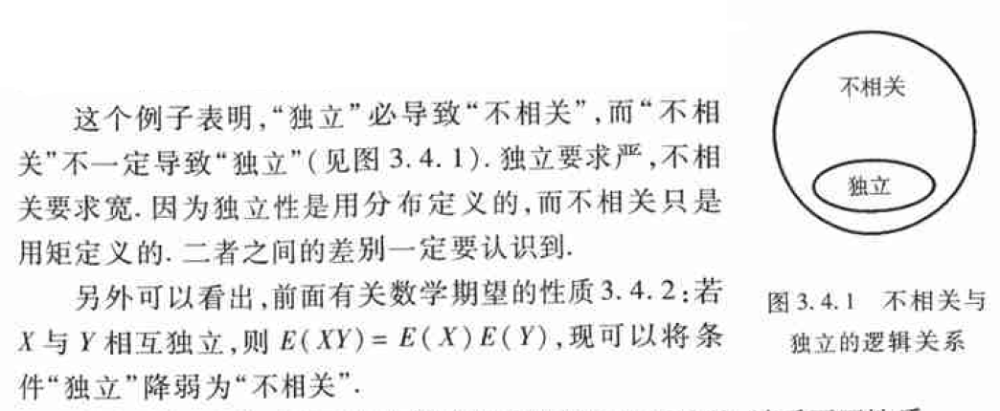 这个例子表明,“独立”必导致“不相关”,而“不相
关”不一定导致“独立”(见图 3.4.1). 独立要求严,不相
关要求宽. 因为独立性是用分布定义的,而不相关只是
用矩定义的. 二者之间的差别一定要认识到.
另外可以看出,前面有关数学期望的性质3.4.2:若
X 与 Y 相互独立,则 E(XY)= E(X)E(Y),现可以将条
件“独立”降弱为“不相关”.
不相关
独立
图 3.4.1 不相关与
独立的逻辑关系